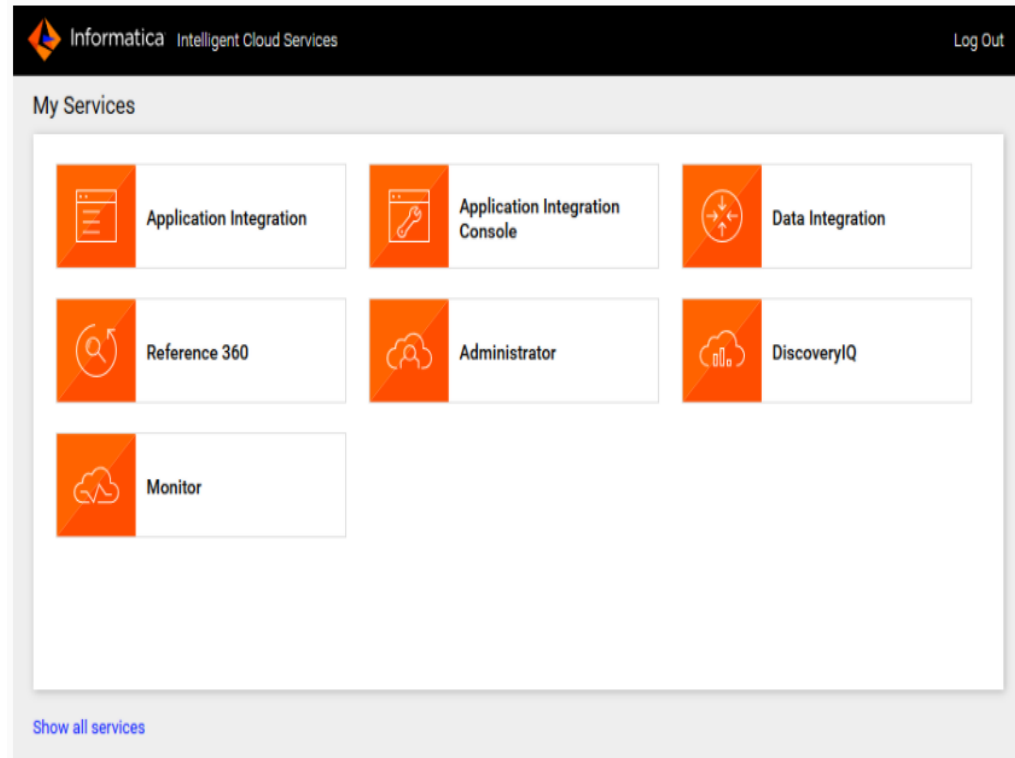 Informatica Intelligent Cloud Services
Log Out
My Services
Application Integration
Application Integration
Console
Data Integration
Reference 360
Administrator
DiscoveryIQ
Monitor
Show all services